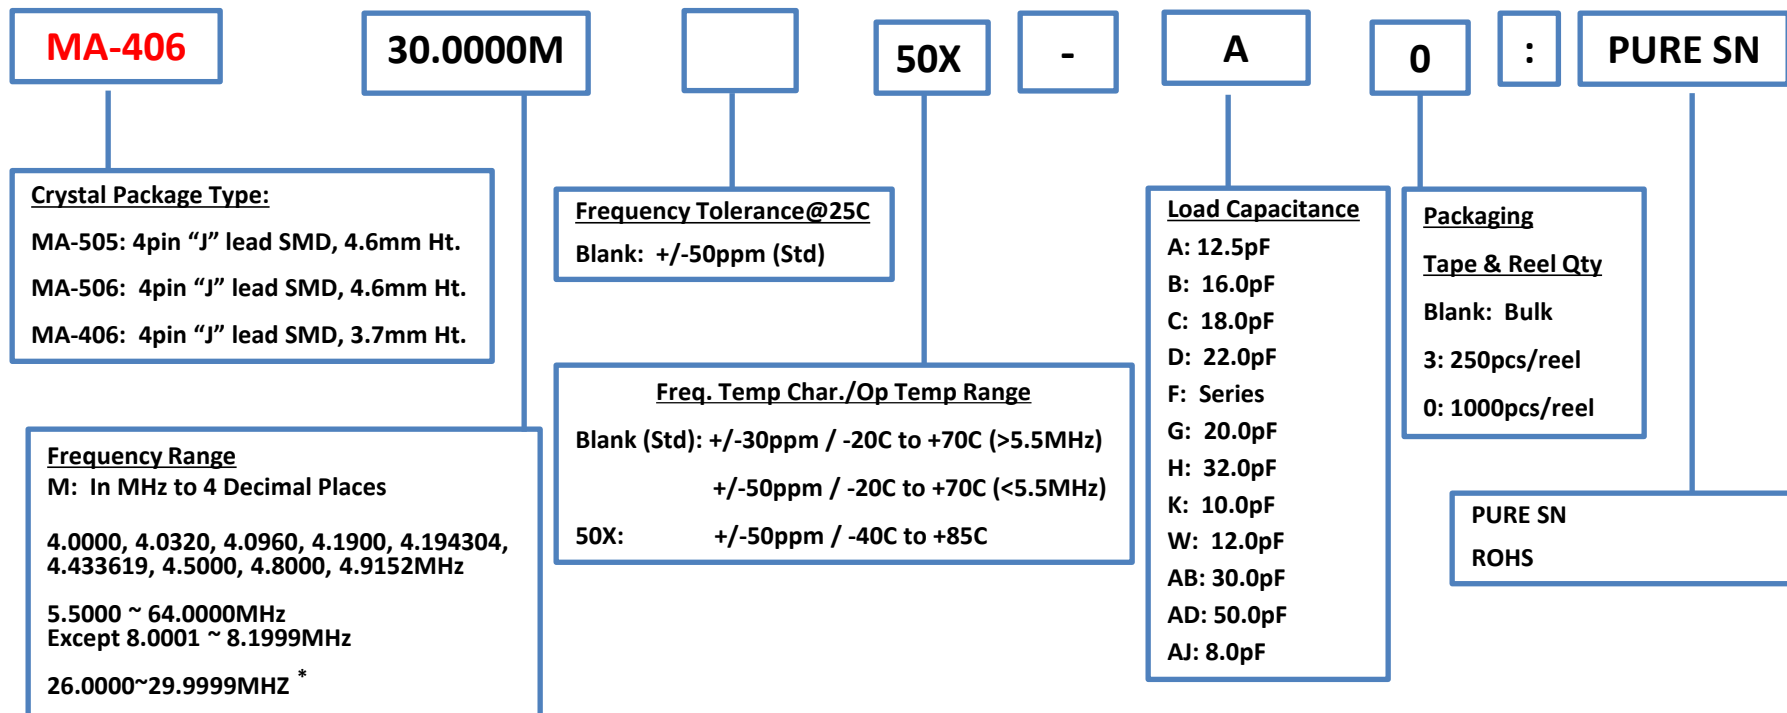 MA-406 30.0000M 50X - A 0 : PURE SN
Crystal Package Type:
MA-505: 4pin “J” lead SMD, 4.6mm Ht.
MA-506: 4pin “J” lead SMD, 4.6mm Ht.
MA-406: 4pin “J” lead SMD, 3.7mm Ht.
Frequency Range
M: In MHz to 4 Decimal Places
4.0000, 4.0320, 4.0960, 4.1900, 4.194304,
4.433619, 4.5000, 4.8000, 4.9152MHz
5.5000 ~ 64.0000MHz
Except 8.0001 ~ 8.1999MHz
26.0000~29.9999MHZ *
Frequency Tolerance@25C
Blank: +/-50ppm (Std)
Freq. Temp Char./Op Temp Range
Blank (Std): +/-30ppm / -20C to +70C (>5.5MHz)
+/-50ppm / -20C to +70C (<5.5MHz)
50X: +/-50ppm / -40C to +85C
Load Capacitance
A: 12.5pF
B: 16.0pF
C: 18.0pF
D: 22.0pF
F: Series
G: 20.0pF
H: 32.0pF
K: 10.0pF
W: 12.0pF
AB: 30.0pF
AD: 50.0pF
AJ: 8.0pF
Packaging
Tape & Reel Qty
Blank: Bulk
3: 250pcs/reel
0: 1000pcs/reel
PURE SN
ROHS